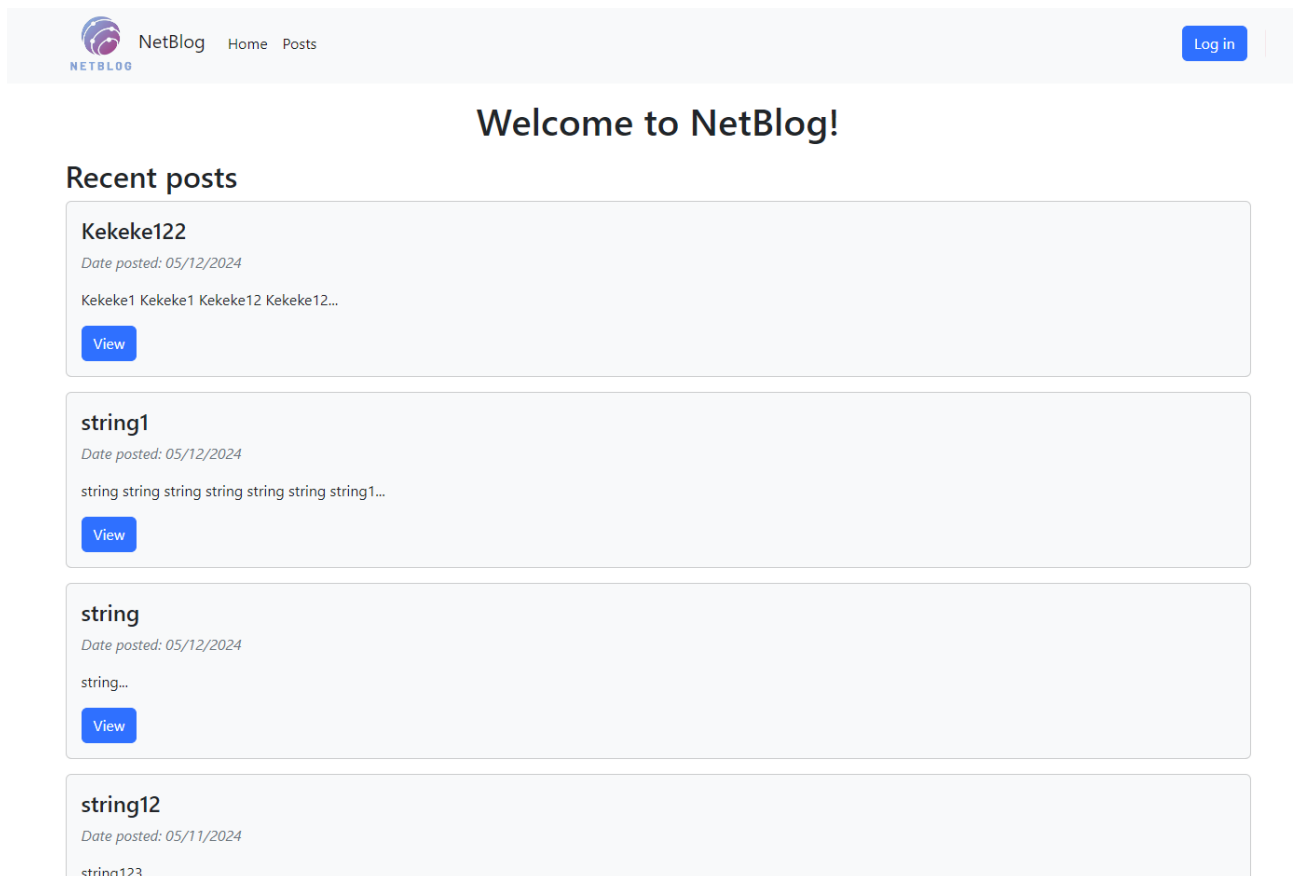 NETBLOG
NetBlog Home Posts Log in
Welcome to NetBlog!
Recent posts
Kekeke122
Date posted: 05/12/2024
Kekeke1 Kekeke1 Kekeke12 Kekeke12...
View
string1
Date posted: 05/12/2024
string string string string string string string1...
View
string
Date posted: 05/12/2024
string...
View
string12
Date posted: 05/11/2024
string123